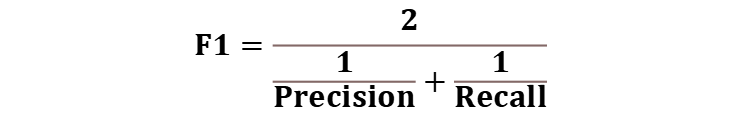 F1 = 2
1 + 1
Precision Recall